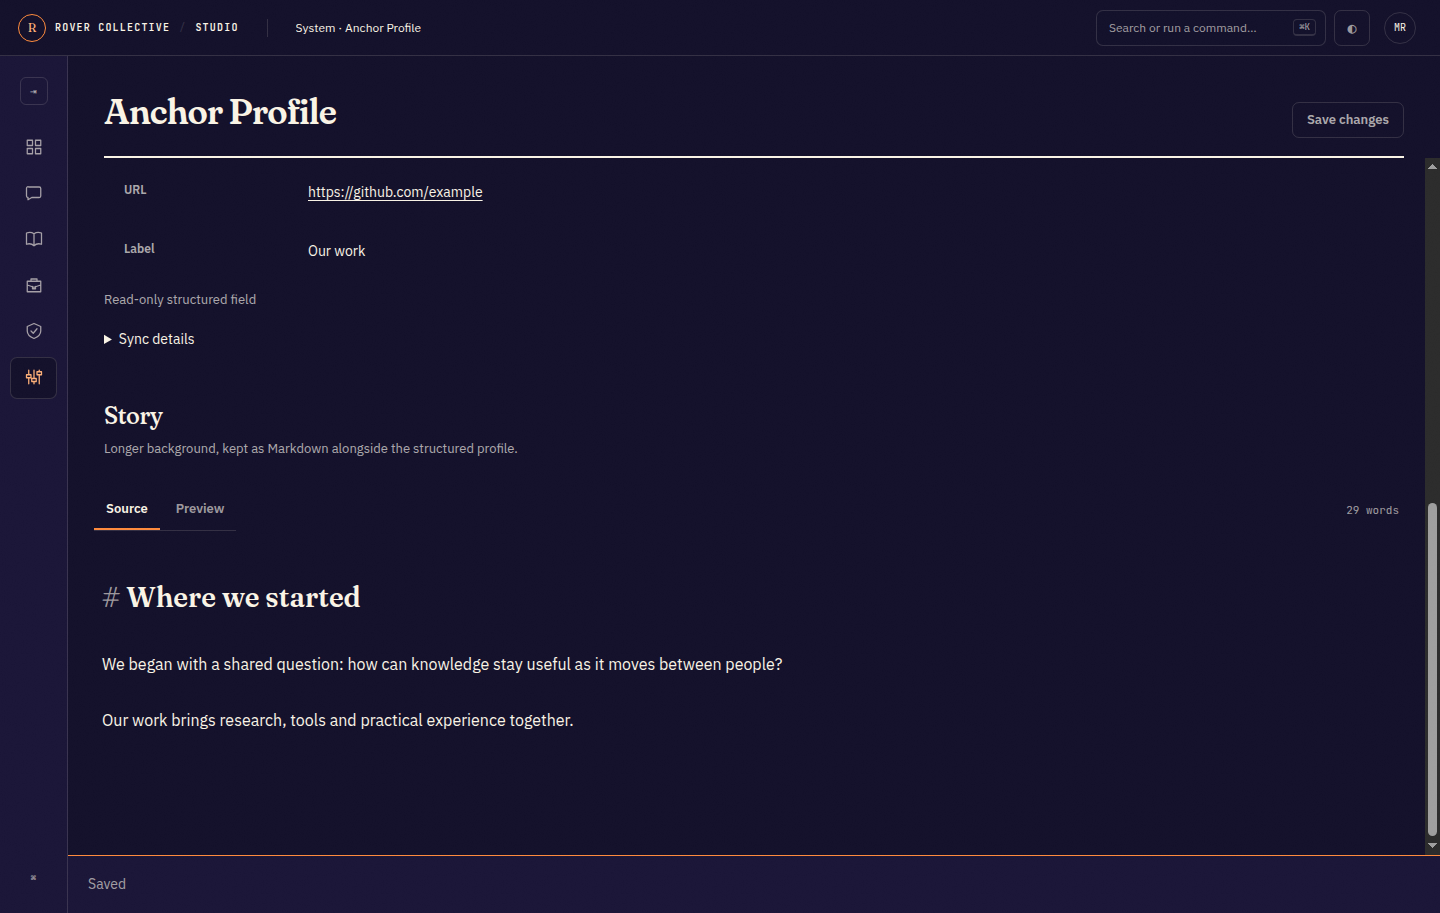 R ROVER COLLECTIVE / STUDIO System · Anchor Profile Search or run a command... ⌘K MR
Anchor Profile
Save changes
URL https://github.com/example
Label Our work
Read-only structured field
Sync details
Story
Longer background, kept as Markdown alongside the structured profile.
Source Preview 29 words
# Where we started
We began with a shared question: how can knowledge stay useful as it moves between people?
Our work brings research, tools and practical experience together.
⌘ Saved